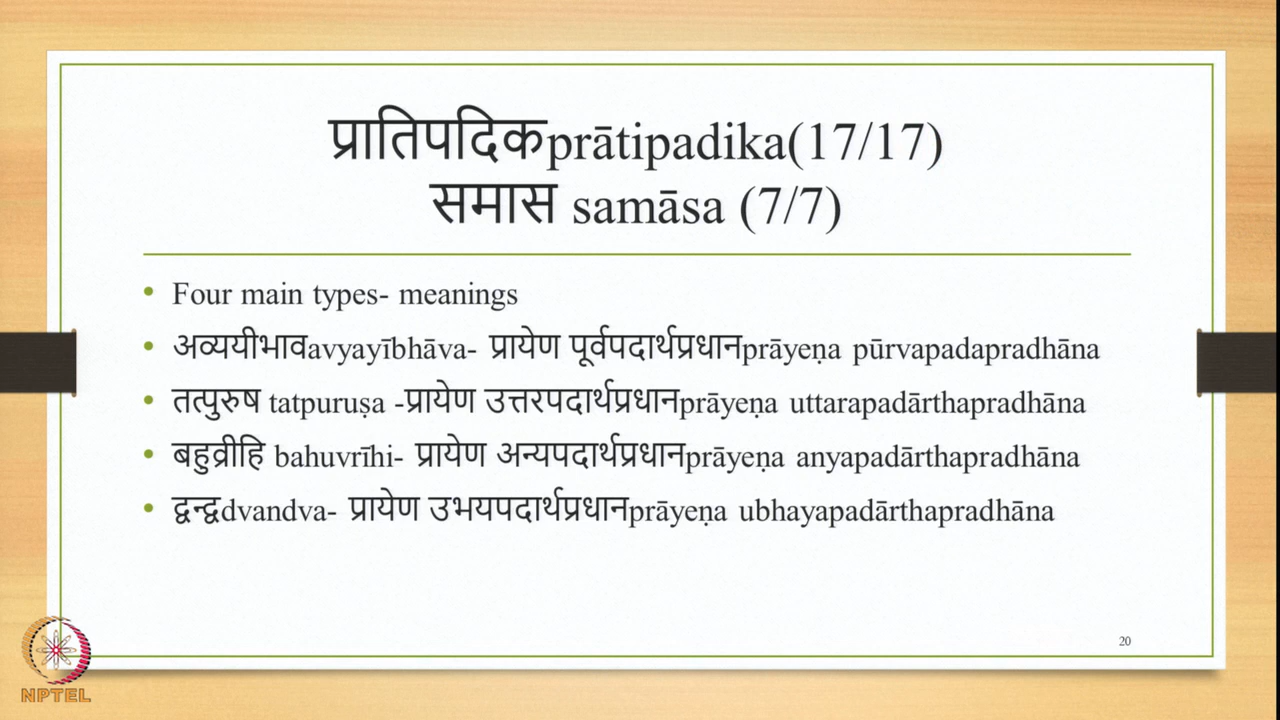 प्रातिपदिकprātipadika(17/17)
समास samāsa (7/7)
• Four main types- meanings
• अव्ययीभावavyayībhāva- प्रायेण पूर्वपदार्थप्रधानprāyeṇa pūrvapadapradhāna
• तत्पुरुष tatpuruṣa -प्रायेण उत्तरपदार्थप्रधानprāyeṇa uttarapadārthapradhāna
• बहुव्रीहि bahuvrīhi- प्रायेण अन्यपदार्थप्रधानprāyeṇa anyapadārthapradhāna
• द्वन्द्वdvandva- प्रायेण उभयपदार्थप्रधानprāyeṇa ubhayapadārthapradhāna
20
NPTEL